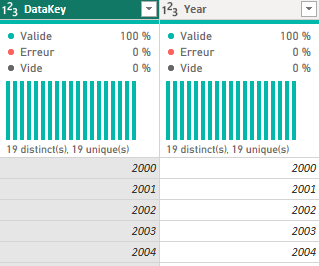 1²3 DataKey 1²3 Year
Valide 100 % Valide 100 %
Erreur 0 % Erreur 0 %
Vide 0 % Vide 0 %
19 distinct(s), 19 unique(s) 19 distinct(s), 19 unique(s)
2000 2000
2001 2001
2002 2002
2003 2003
2004 2004